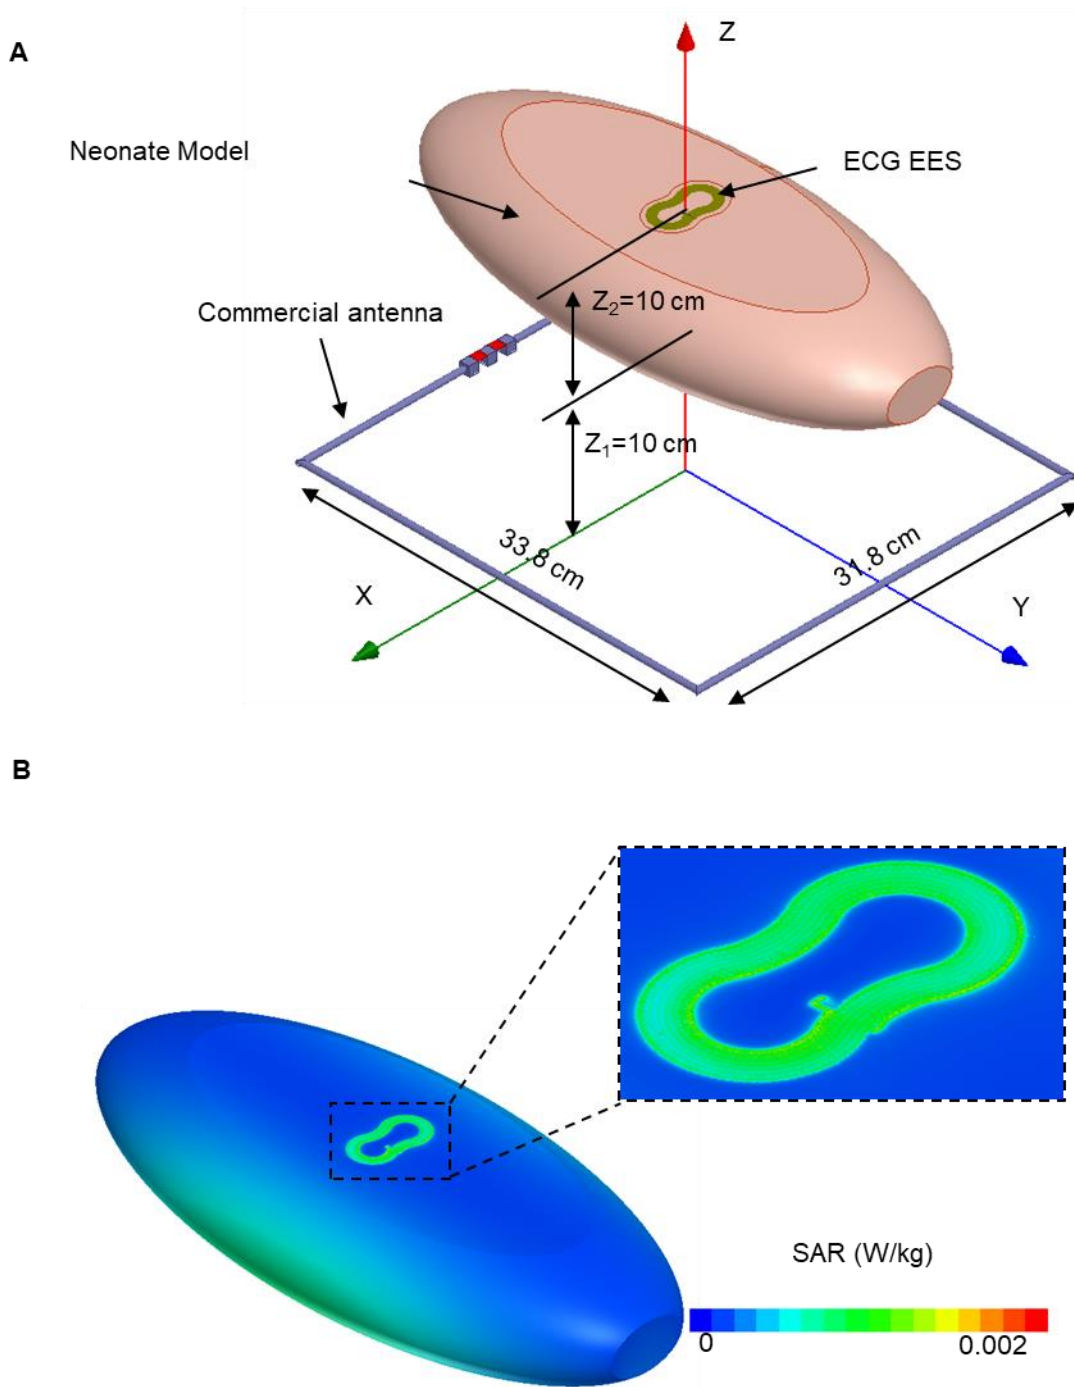 A
Z
Neonate Model
ECG EES
Z₂=10 cm
Commercial antenna
Z₁=10 cm
33.8 cm
31.8 cm
X
Y
B
SAR (W/kg)
0
0.002